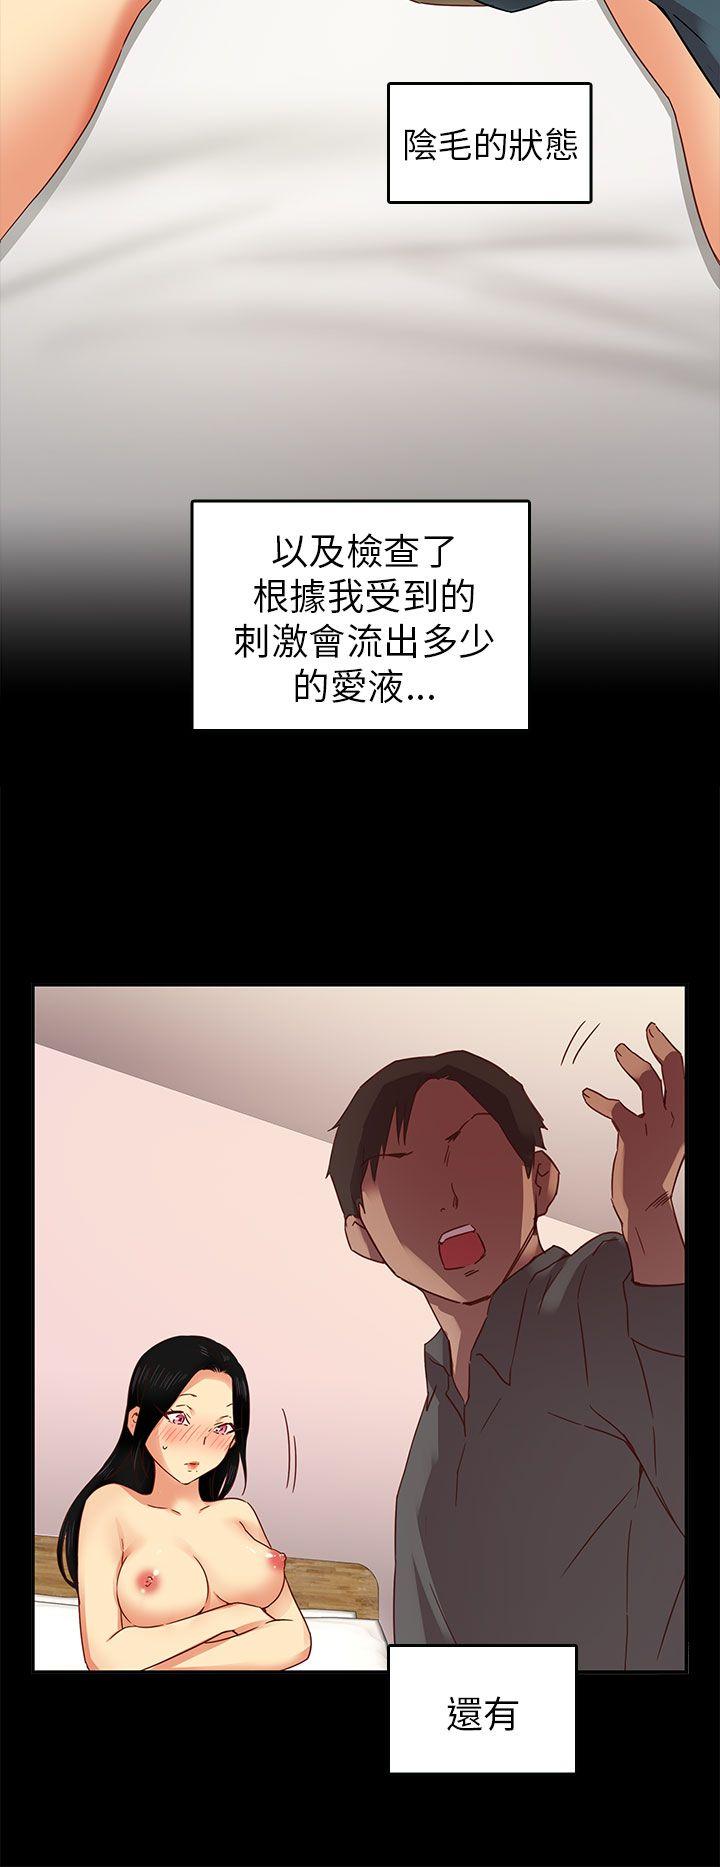 陰毛的狀態
以及檢查了
根據我受到的
刺激會流出多少
的愛液…
還有